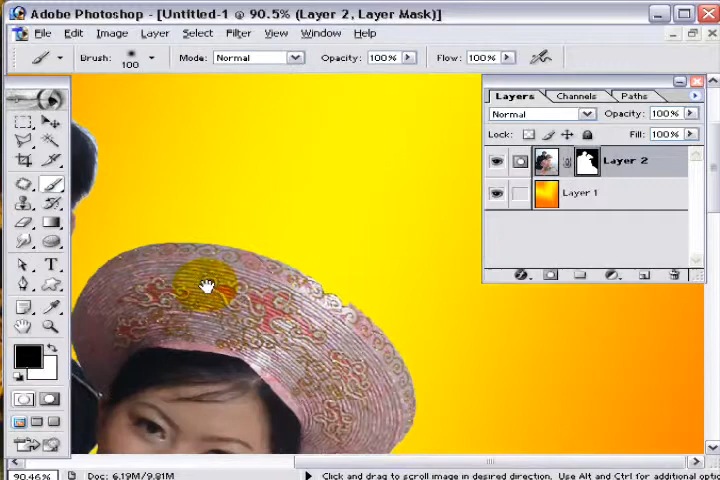 Adobe Photoshop - [Untitled-1 @ 90.5% (Layer 2, Layer Mask)]
File Edit Image Layer Select Filter View Window Help
Brush: 100 Mode: Normal Opacity: 100% Flow: 100%
Layers Channels Paths
Normal Opacity: 100%
Lock: Fill: 100%
Layer 2
Layer 1
T
90.46% Doc: 6.19M/9.81M Click and drag to scroll image in desired direction. Use Alt and Ctrl for additional